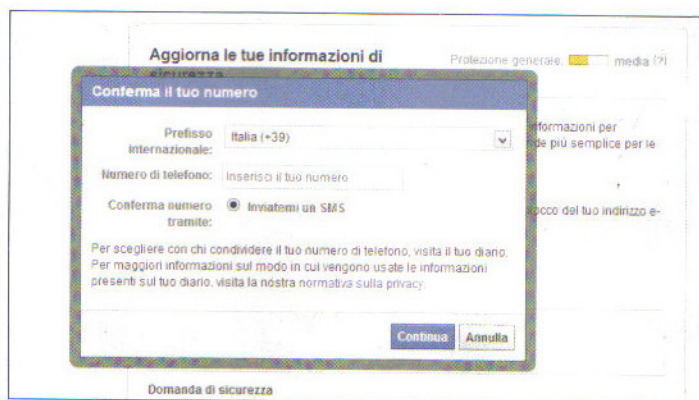 Aggiorna le tue informazioni di
sicurezza
Protezione generale: media [?]
Conferma il tuo numero
Prefisso
internazionale:
Italia (+39)
Numero di telefono: Inserisci il tuo numero
Conferma numero
tramite:
Inviatemi un SMS
Per scegliere con chi condividere il tuo numero di telefono, visita il tuo diario.
Per maggiori informazioni sul modo in cui vengono usate le informazioni
presenti sul tuo diario, visita la nostra normativa sulla privacy.
Continua Annulla
informazioni per
più semplice per le
del tuo indirizzo e-
Domanda di sicurezza